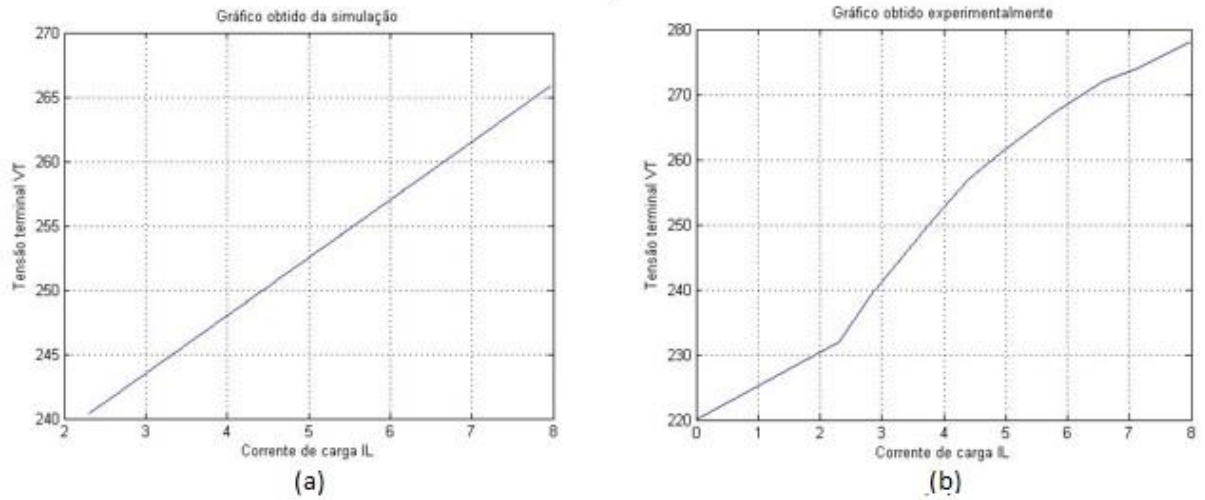 Gráfico obtido da simulação
270
265
260
255
250
245
240
Tensão terminal VT
2 3 4 5 6 7 8
Corrente de carga IL
(a)
Gráfico obtido experimentalmente
280
270
260
250
240
230
220
Tensão terminal VT
0 1 2 3 4 5 6 7 8
Corrente de carga IL
(b)